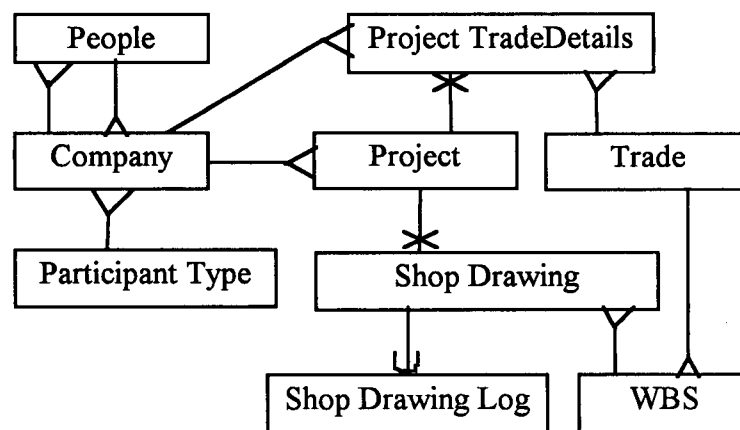 People
Project TradeDetails
Company
Project
Trade
Participant Type
Shop Drawing
Shop Drawing Log
WBS